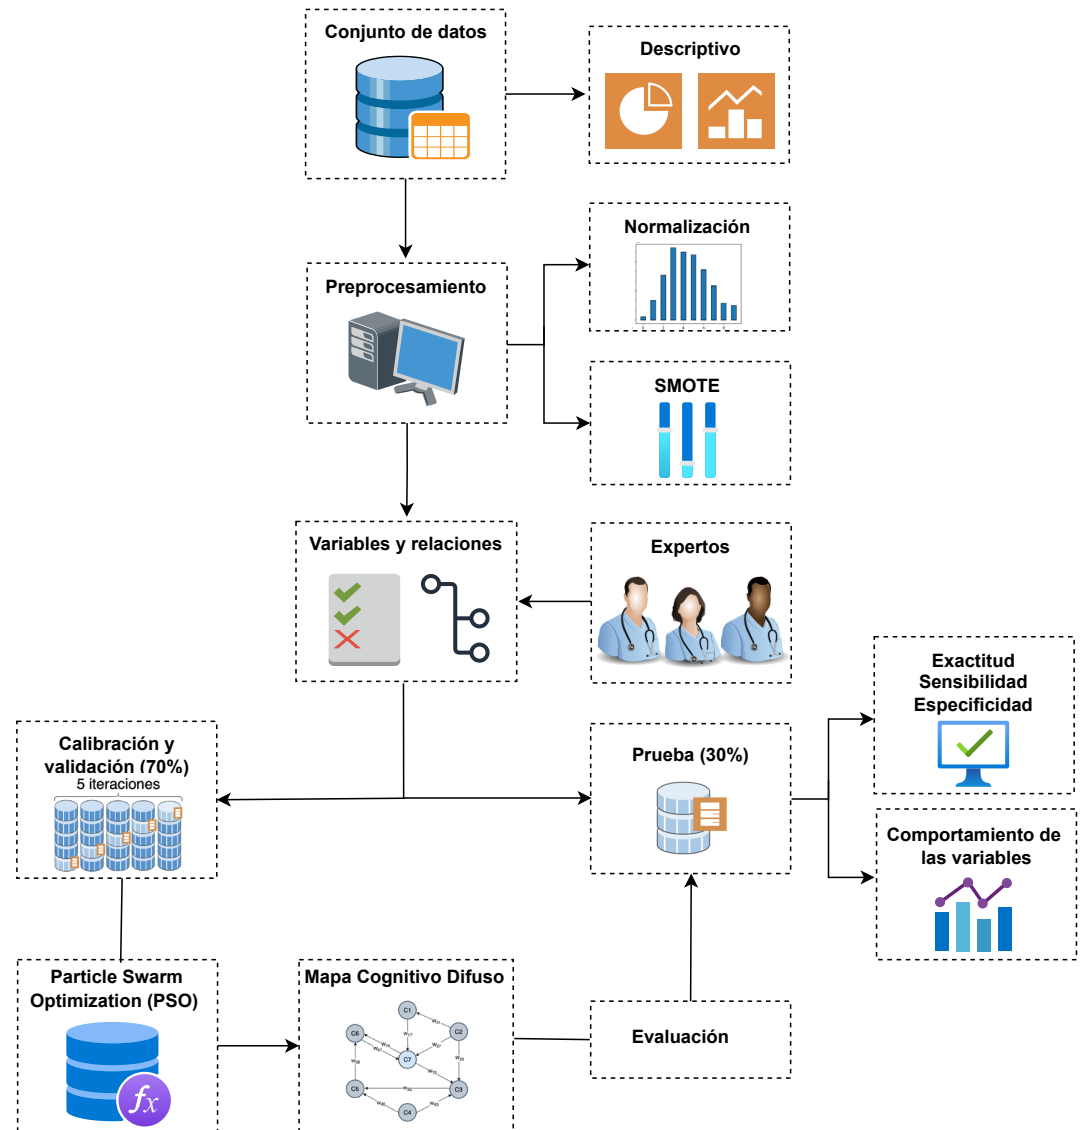 Conjunto de datos
Descriptivo
Normalización
Preprocesamiento
SMOTE
Variables y relaciones
Expertos
Exactitud
Sensibilidad
Especificidad
Calibración y
validación (70%)
5 iteraciones
Prueba (30%)
Comportamiento de
las variables
Particle Swarm
Optimization (PSO)
fx
Mapa Cognitivo Difuso
C1
C2
C6
C7
C5
C3
C4
Evaluación